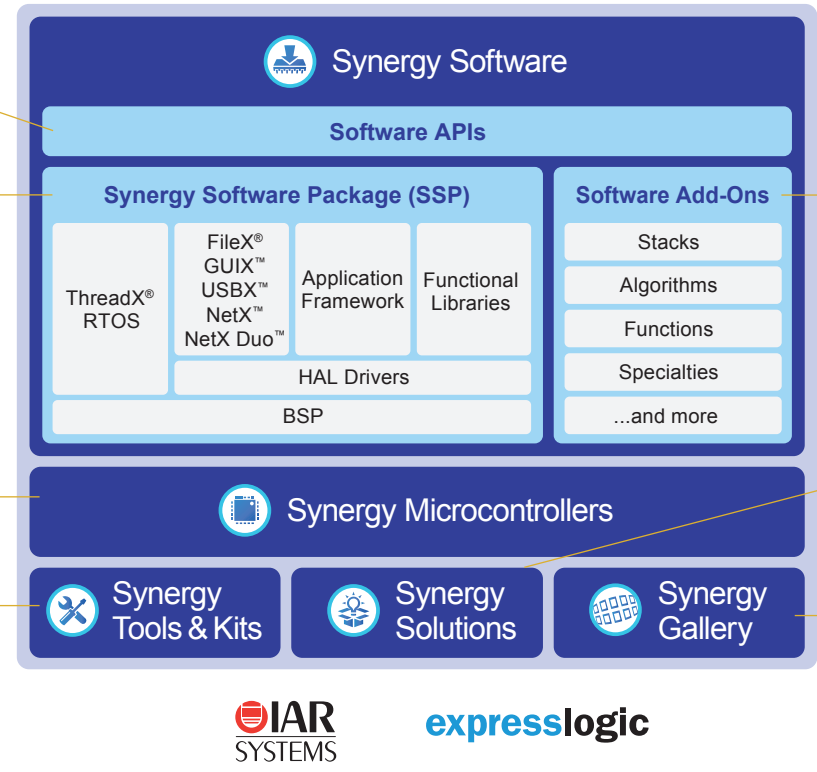 Synergy Software
Software APIs
Synergy Software Package (SSP)
ThreadX®
RTOS
FileX®
GUIX™
USBX™
NetX™
NetX Duo™
Application
Framework
Functional
Libraries
HAL Drivers
BSP
Software Add-Ons
Stacks
Algorithms
Functions
Specialties
...and more
Synergy Microcontrollers
Synergy
Tools & Kits
Synergy
Solutions
Synergy
Gallery
IAR
SYSTEMS
expresslogic